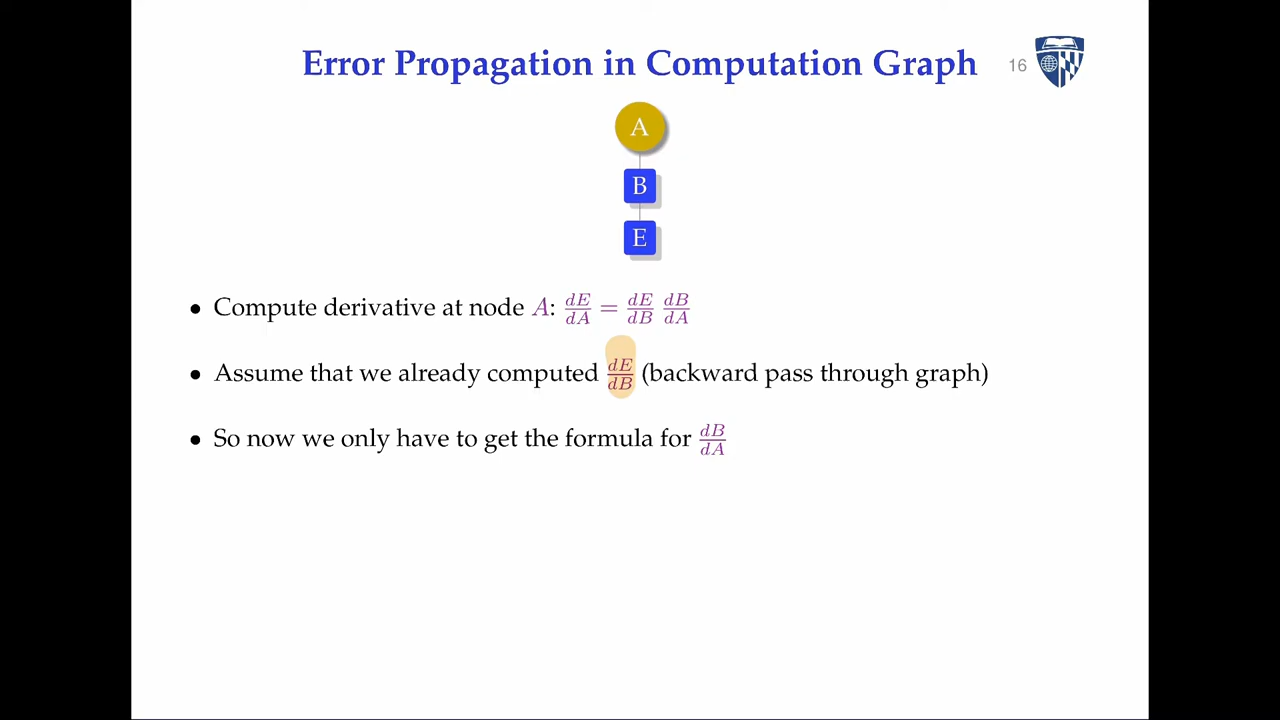 Error Propagation in Computation Graph
16
A
B
E
• Compute derivative at node A: dE/dA = dE/dB dB/dA
• Assume that we already computed dE/dB (backward pass through graph)
• So now we only have to get the formula for dB/dA